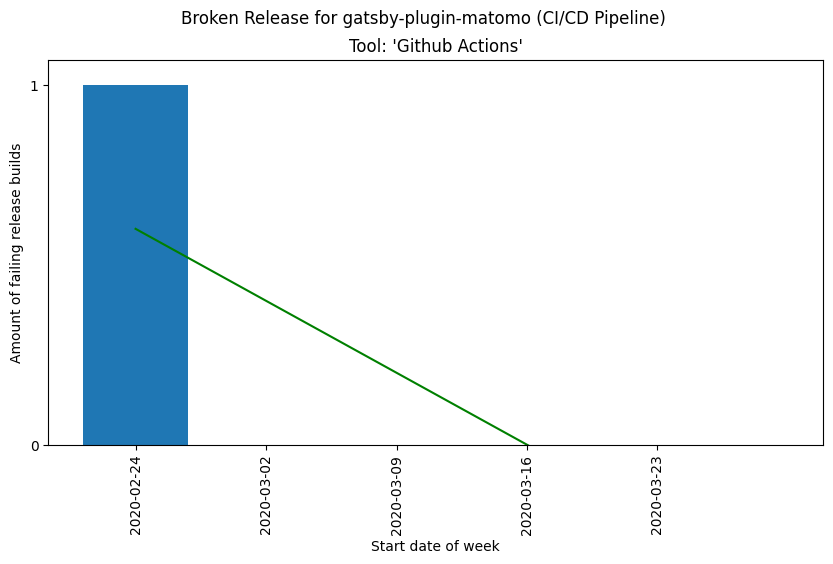 Broken Release for gatsby-plugin-matomo (CI/CD Pipeline)
Tool: 'Github Actions'
Amount of failing release builds
1
0
2020-02-24
2020-03-02
2020-03-09
2020-03-16
2020-03-23
Start date of week